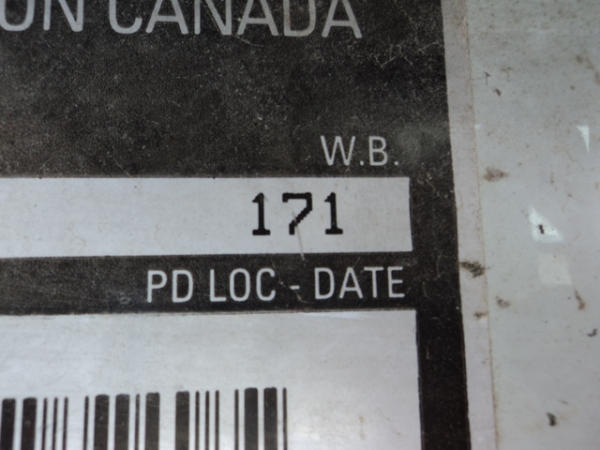 ON CANADA
W.B.
171
PD LOC - DATE